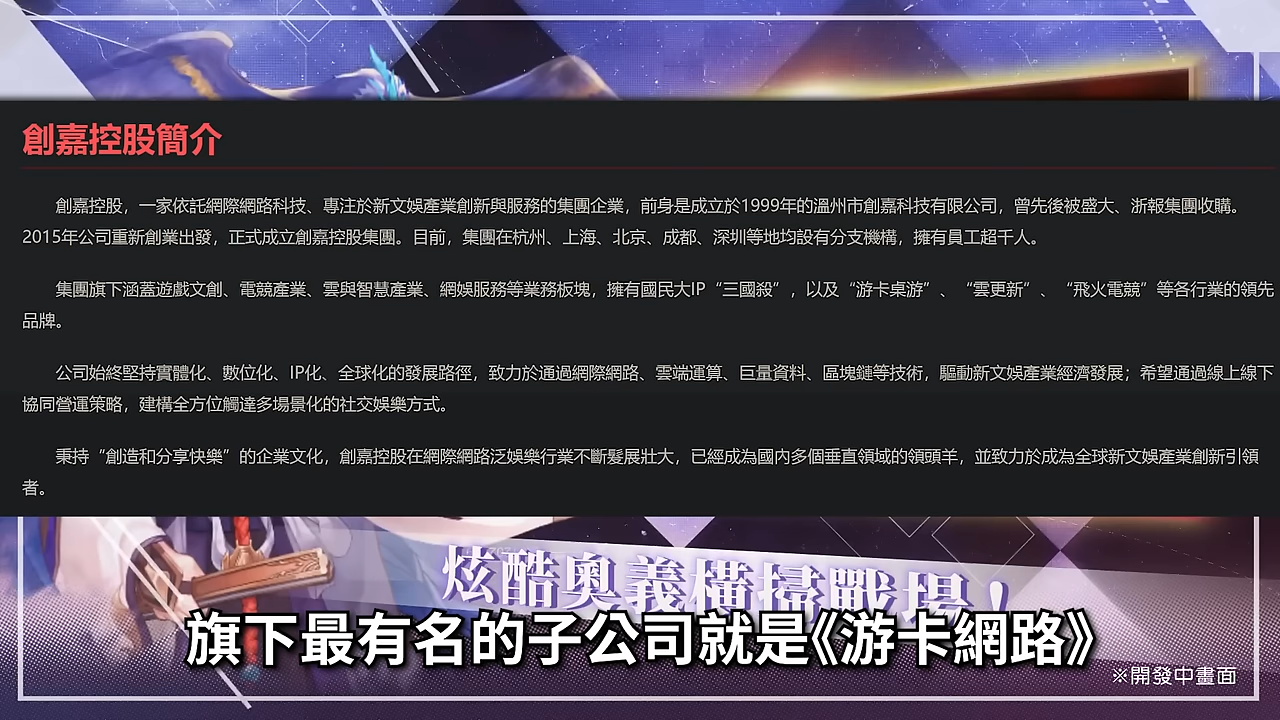 創嘉控股簡介
創嘉控股，一家依託網際網路科技、專注於新文娛產業創新與服務的集團企業，前身是成立於1999年的溫州市創嘉科技有限公司，曾先後被盛大、浙報集團收購。
2015年公司重新創業出發，正式成立創嘉控股集團。目前，集團在杭州、上海、北京、成都、深圳等地均設有分支機構，擁有員工超千人。
集團旗下涵蓋遊戲文創、電競產業、雲與智慧產業、網娛服務等業務板塊，擁有國民大IP“三國殺”，以及“游卡桌游”、“雲更新”、“飛火電競”等各行業的領先
品牌。
公司始終堅持實體化、數位化、IP化、全球化的發展路徑，致力於通過網際網路、雲端運算、巨量資料、區塊鏈等技術，驅動新文娛產業經濟發展；希望通過線上線下
協同營運策略，建構全方位觸達多場景化的社交娛樂方式。
秉持“創造和分享快樂”的企業文化，創嘉控股在網際網路泛娛樂行業不斷髮展壯大，已經成為國內多個垂直領域的領頭羊，並致力於成為全球新文娛產業創新引領
者。
炫酷奧義橫掃戰場！
旗下最有名的子公司就是《游卡網路》
※開發中畫面